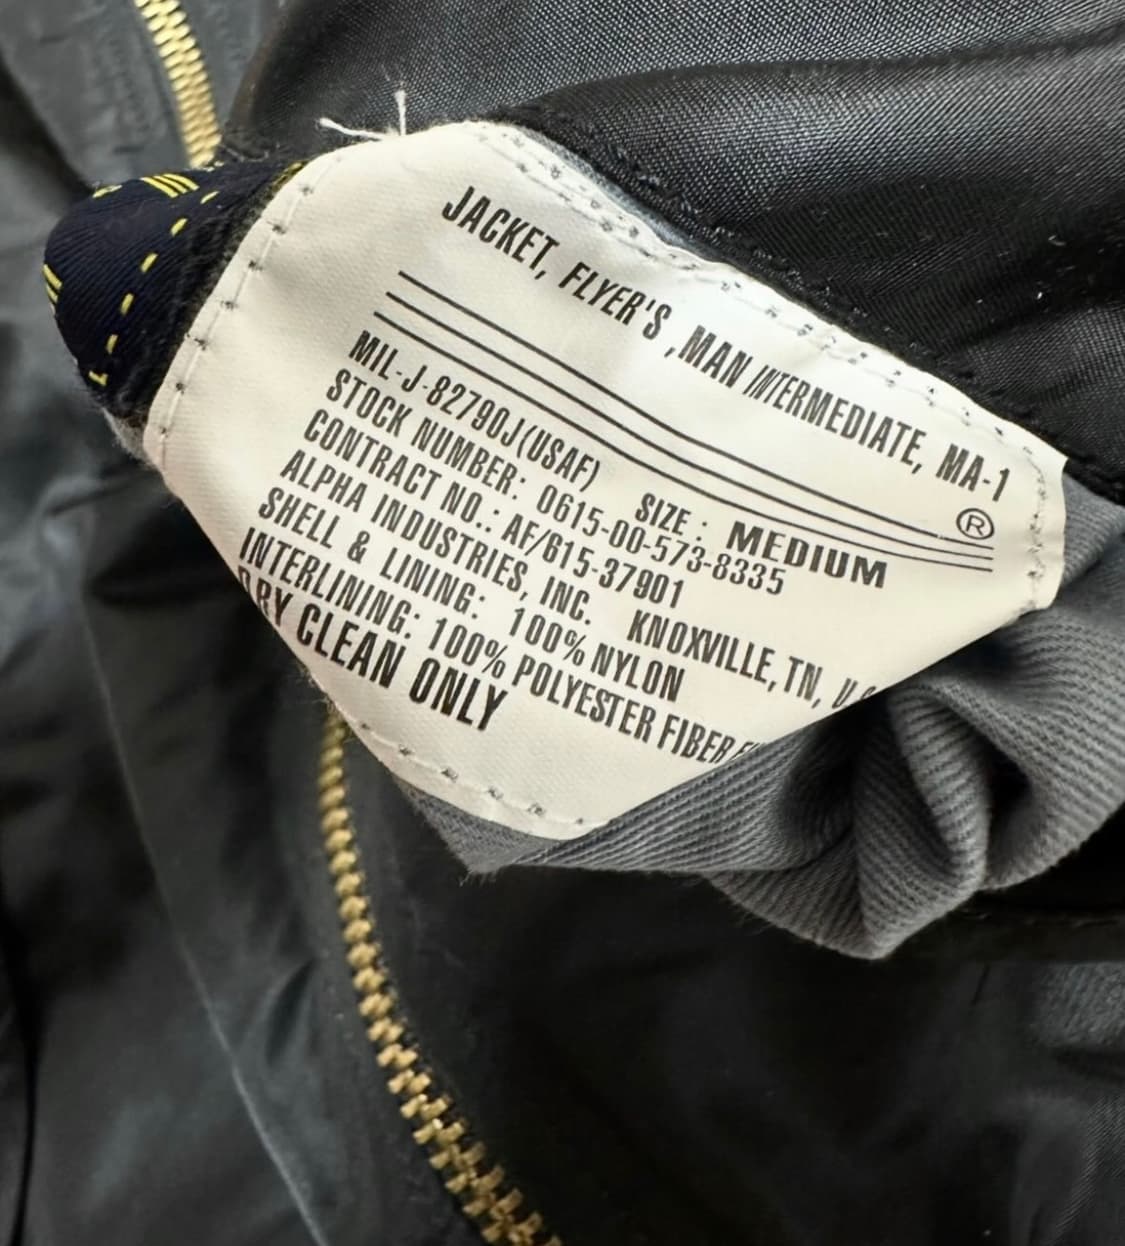 JACKET, FLYER'S ,MAN INTERMEDIATE, MA-1
®
MIL-J-82790J(USAF) SIZE : MEDIUM
STOCK NUMBER: 0615-00-573-8335
CONTRACT NO.: AF/615-37901
ALPHA INDUSTRIES, INC. KNOXVILLE, TN,
SHELL & LINING: 100% NYLON
INTERLINING: 100% POLYESTER FIBER
DRY CLEAN ONLY